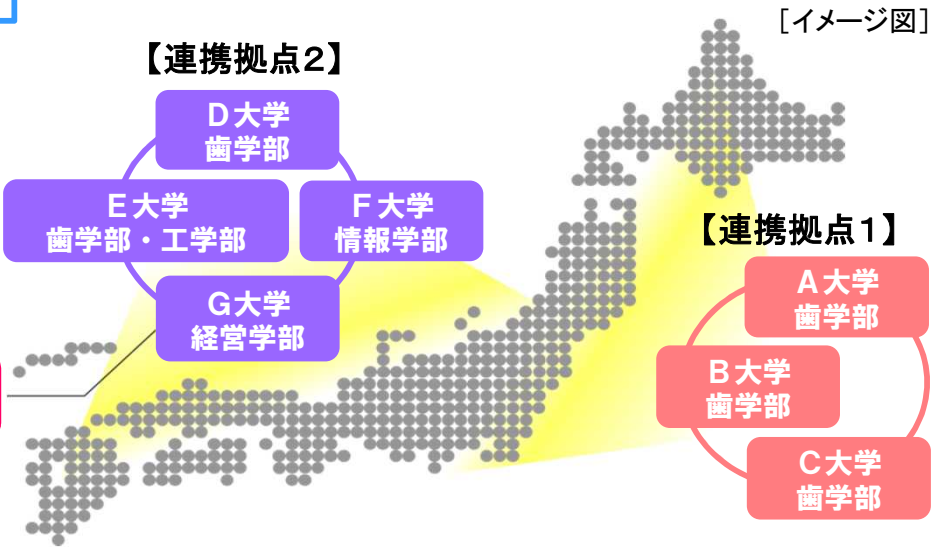 [イメージ図]
【連携拠点2】
D大学
歯学部
E大学
歯学部・工学部
F大学
情報学部
G大学
経営学部
【連携拠点1】
A大学
歯学部
B大学
歯学部
C大学
歯学部